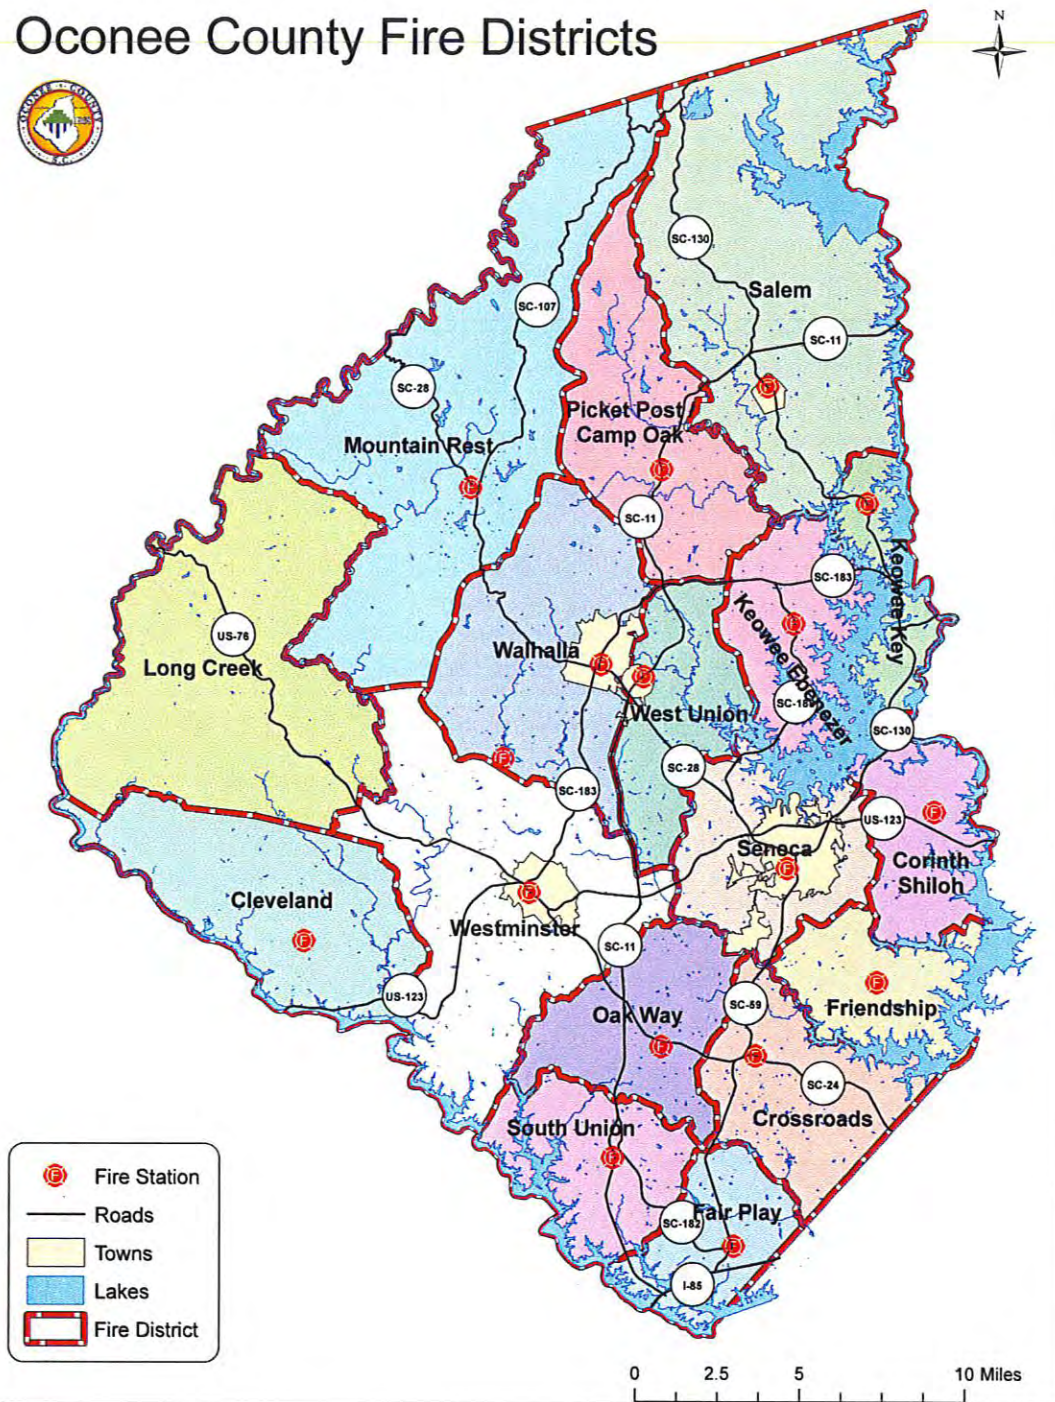 Oconee County Fire Districts
N
OCONEE COUNTY
S.C.
SC-130
Salem
SC-107
SC-11
SC-28
Picket Post /
Camp Oak
Mountain Rest
SC-11
SC-183
Keowee Key
US-76
Long Creek
Walhalla
Keowee Ebenezer
West Union
SC-130
SC-28
SC-183
US-123
Seneca
Corinth
Shiloh
Cleveland
Westminster
SC-11
US-123
SC-59
Oak Way
Friendship
SC-24
Crossroads
South Union
Fair Play
SC-182
I-85
F Fire Station
Roads
Towns
Lakes
Fire District
0 2.5 5 10 Miles